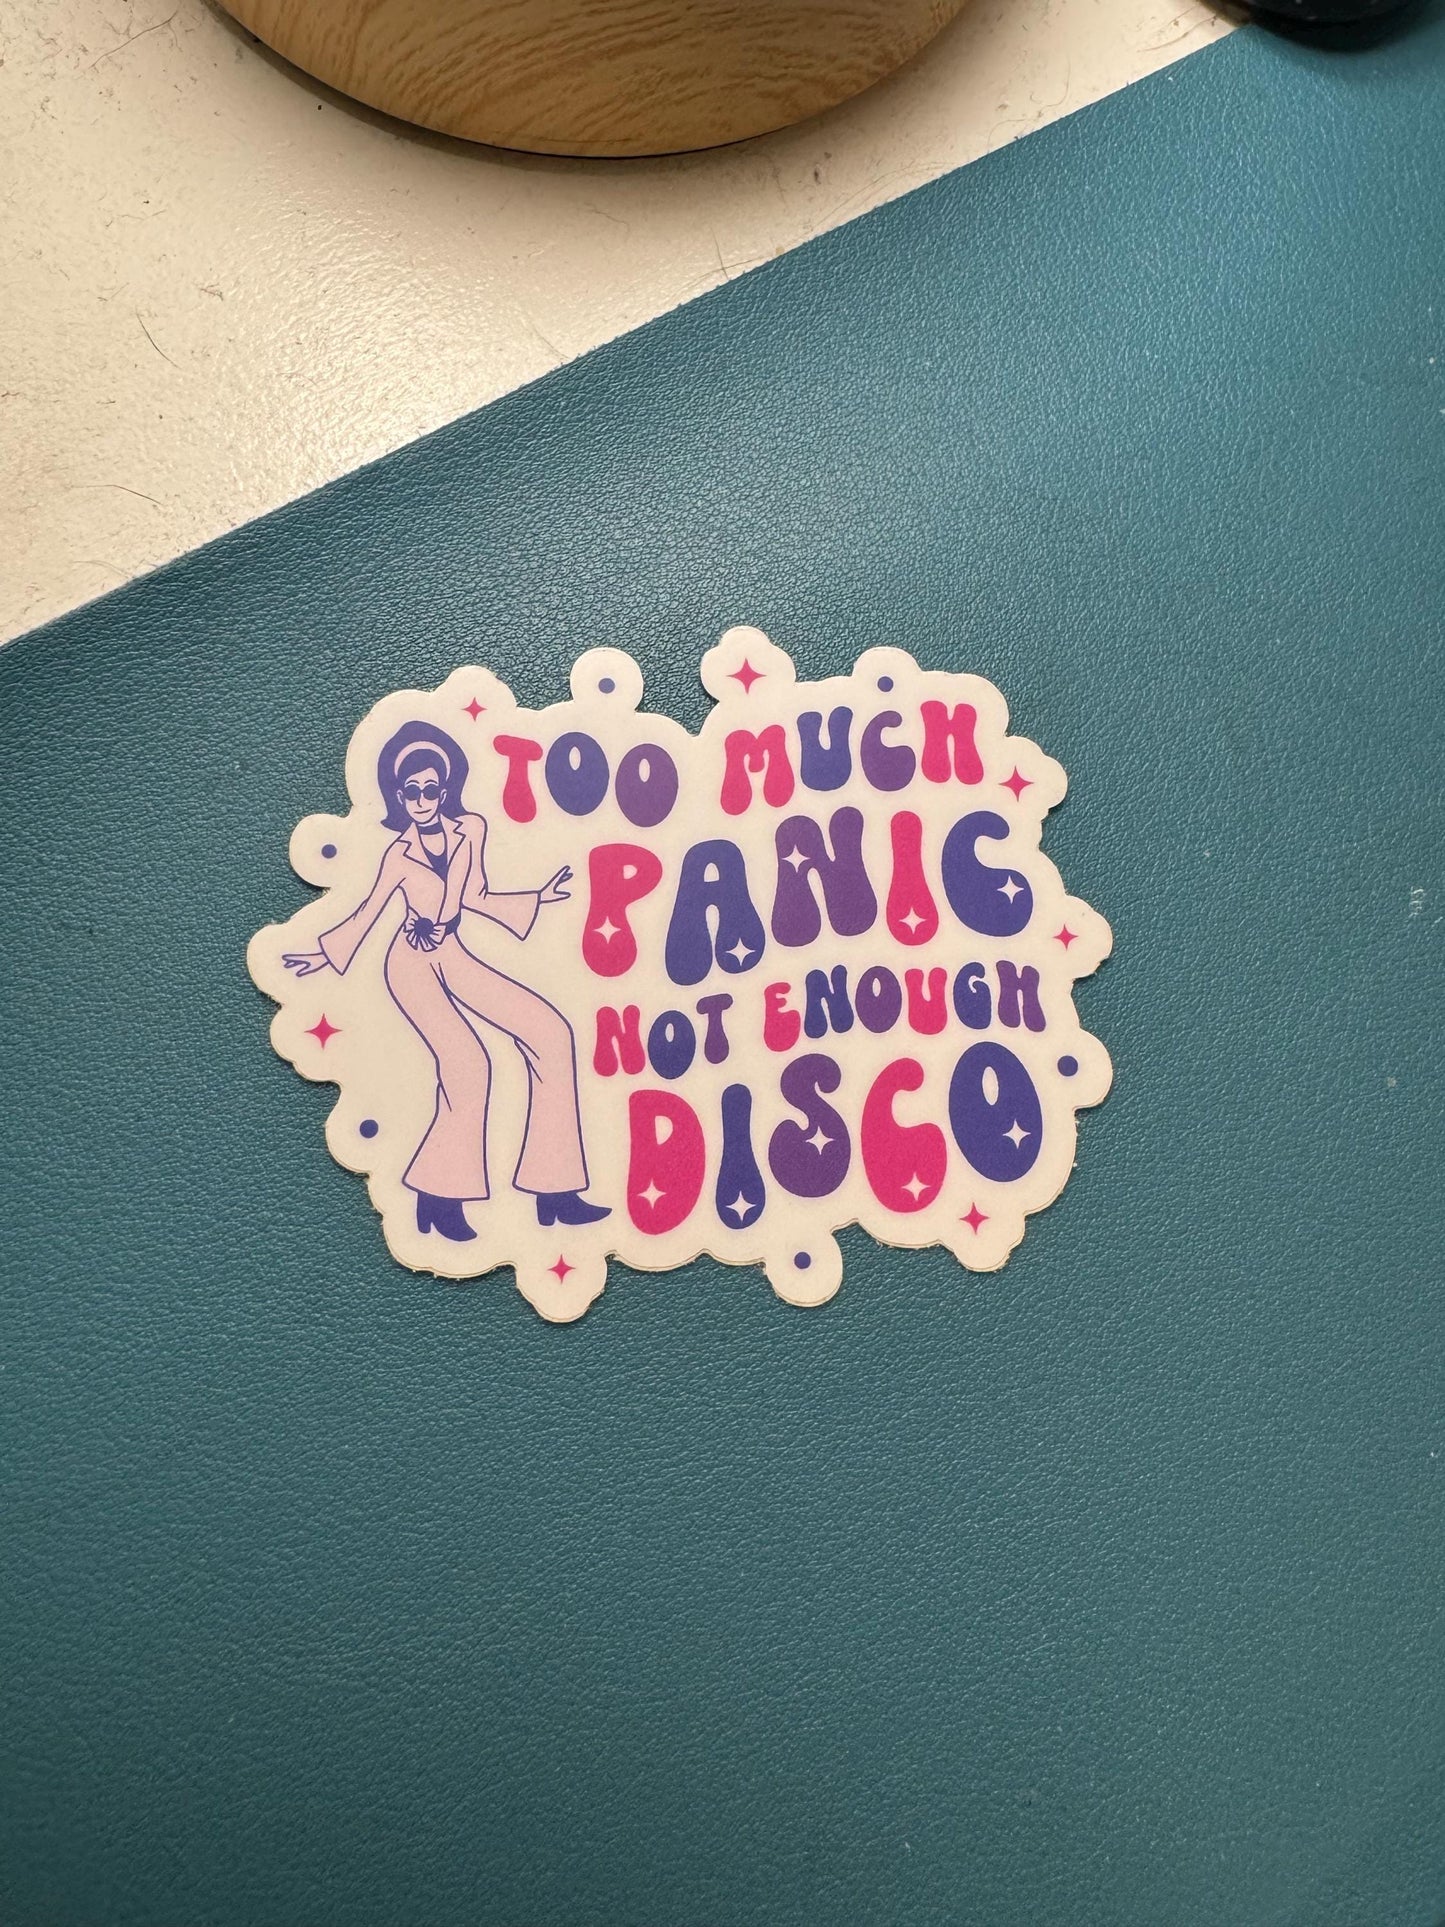 TOO MUCH
PANIC
NOT ENOUGH
DISCO